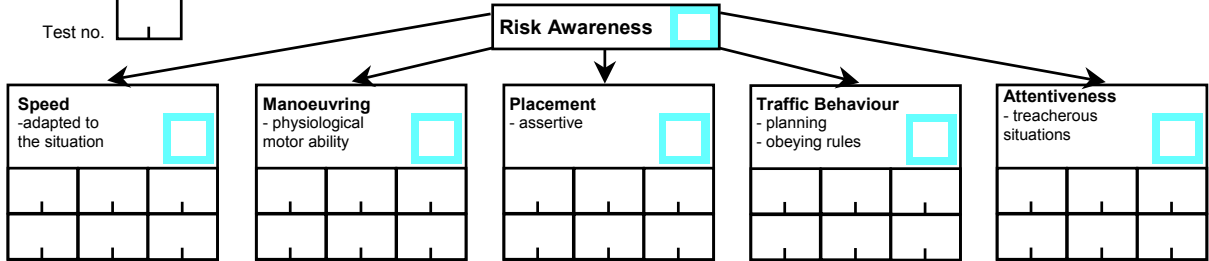 Test no.
Risk Awareness
Speed
-adapted to
the situation
Manoeuvring
- physiological
motor ability
Placement
- assertive
Traffic Behaviour
- planning
- obeying rules
Attentiveness
- treacherous
situations